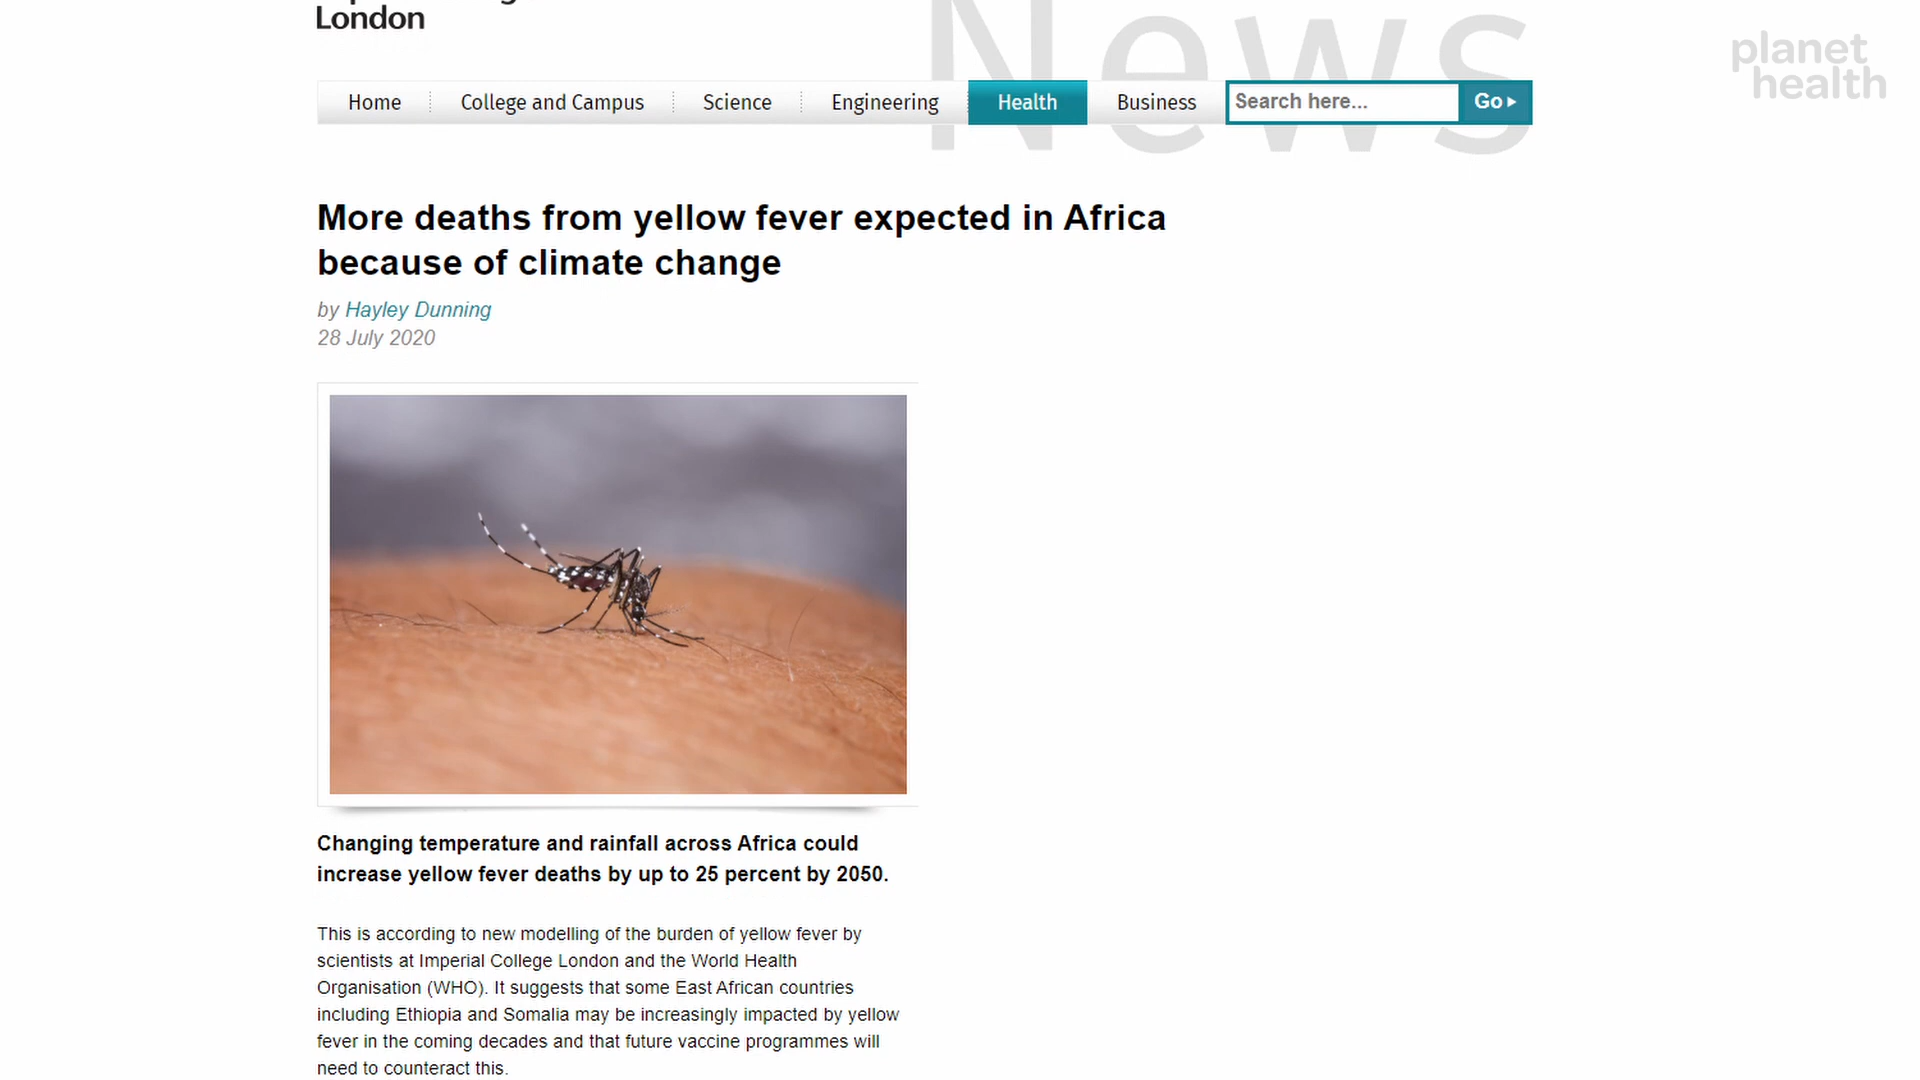 London
News
planet
health
Home
College and Campus
Science
Engineering
Health
Business
Search here...
Go
More deaths from yellow fever expected in Africa
because of climate change
by Hayley Dunning
28 July 2020
Changing temperature and rainfall across Africa could
increase yellow fever deaths by up to 25 percent by 2050.
This is according to new modelling of the burden of yellow fever by
scientists at Imperial College London and the World Health
Organisation (WHO). It suggests that some East African countries
including Ethiopia and Somalia may be increasingly impacted by yellow
fever in the coming decades and that future vaccine programmes will
need to counteract this.